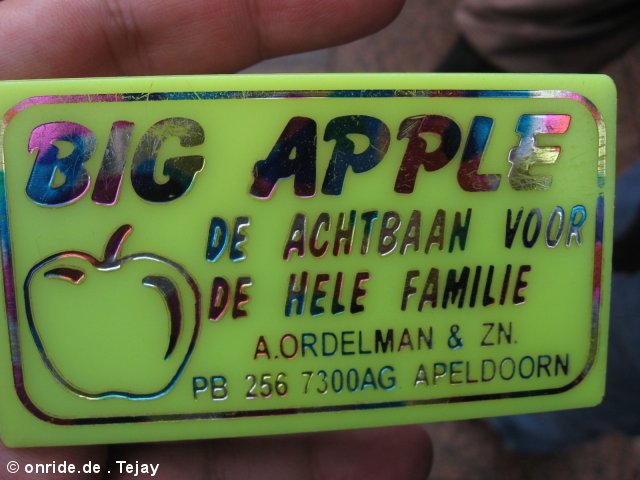 BIG APPLE
DE ACHTBAAN VOOR
DE HELE FAMILIE
A.ORDELMAN & ZN.
PB 256 7300AG APELDOORN
© onride.de . Tejay